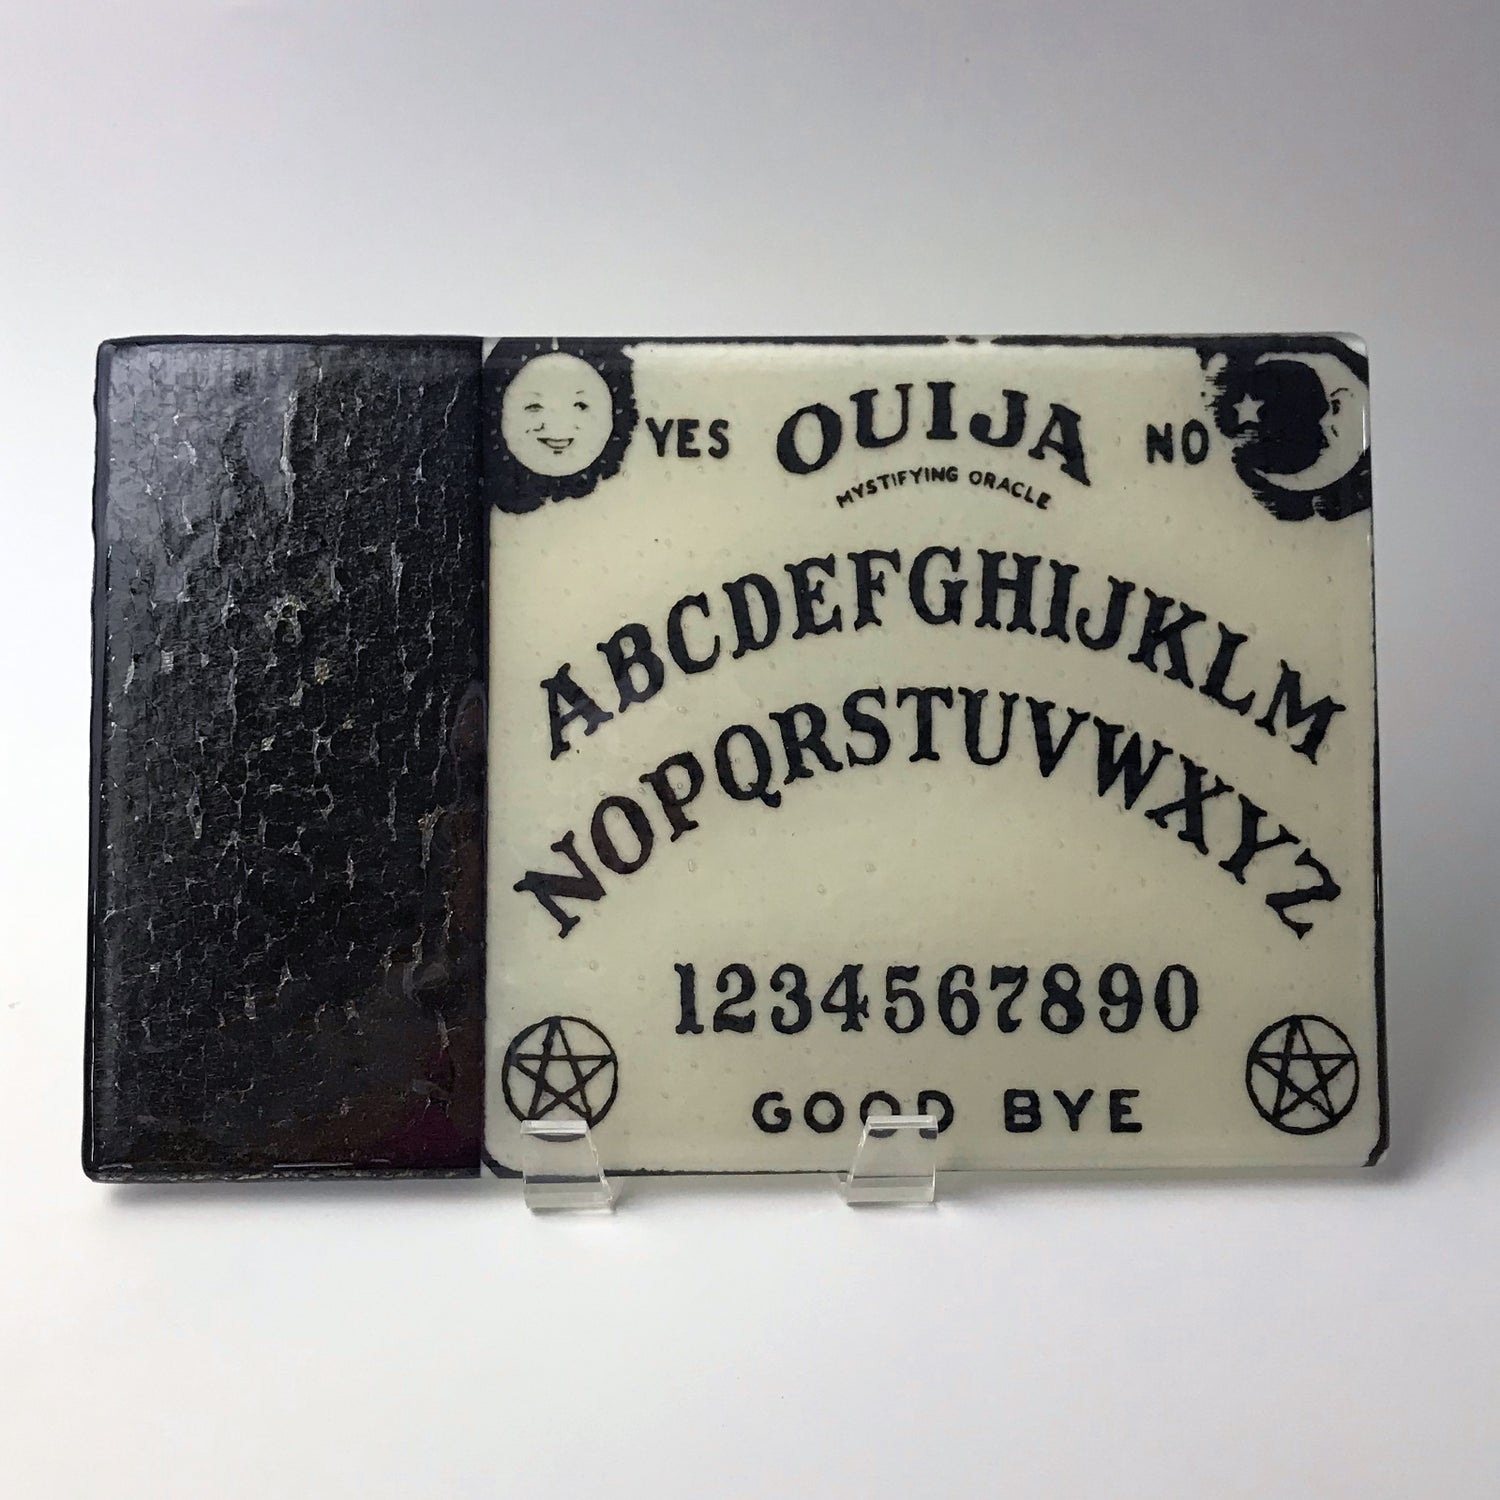 YES OUIJA NO
MYSTIFYING ORACLE
ABCDEFGHIJKLM
NOPQRSTUVWXYZ
1234567890
GOOD BYE